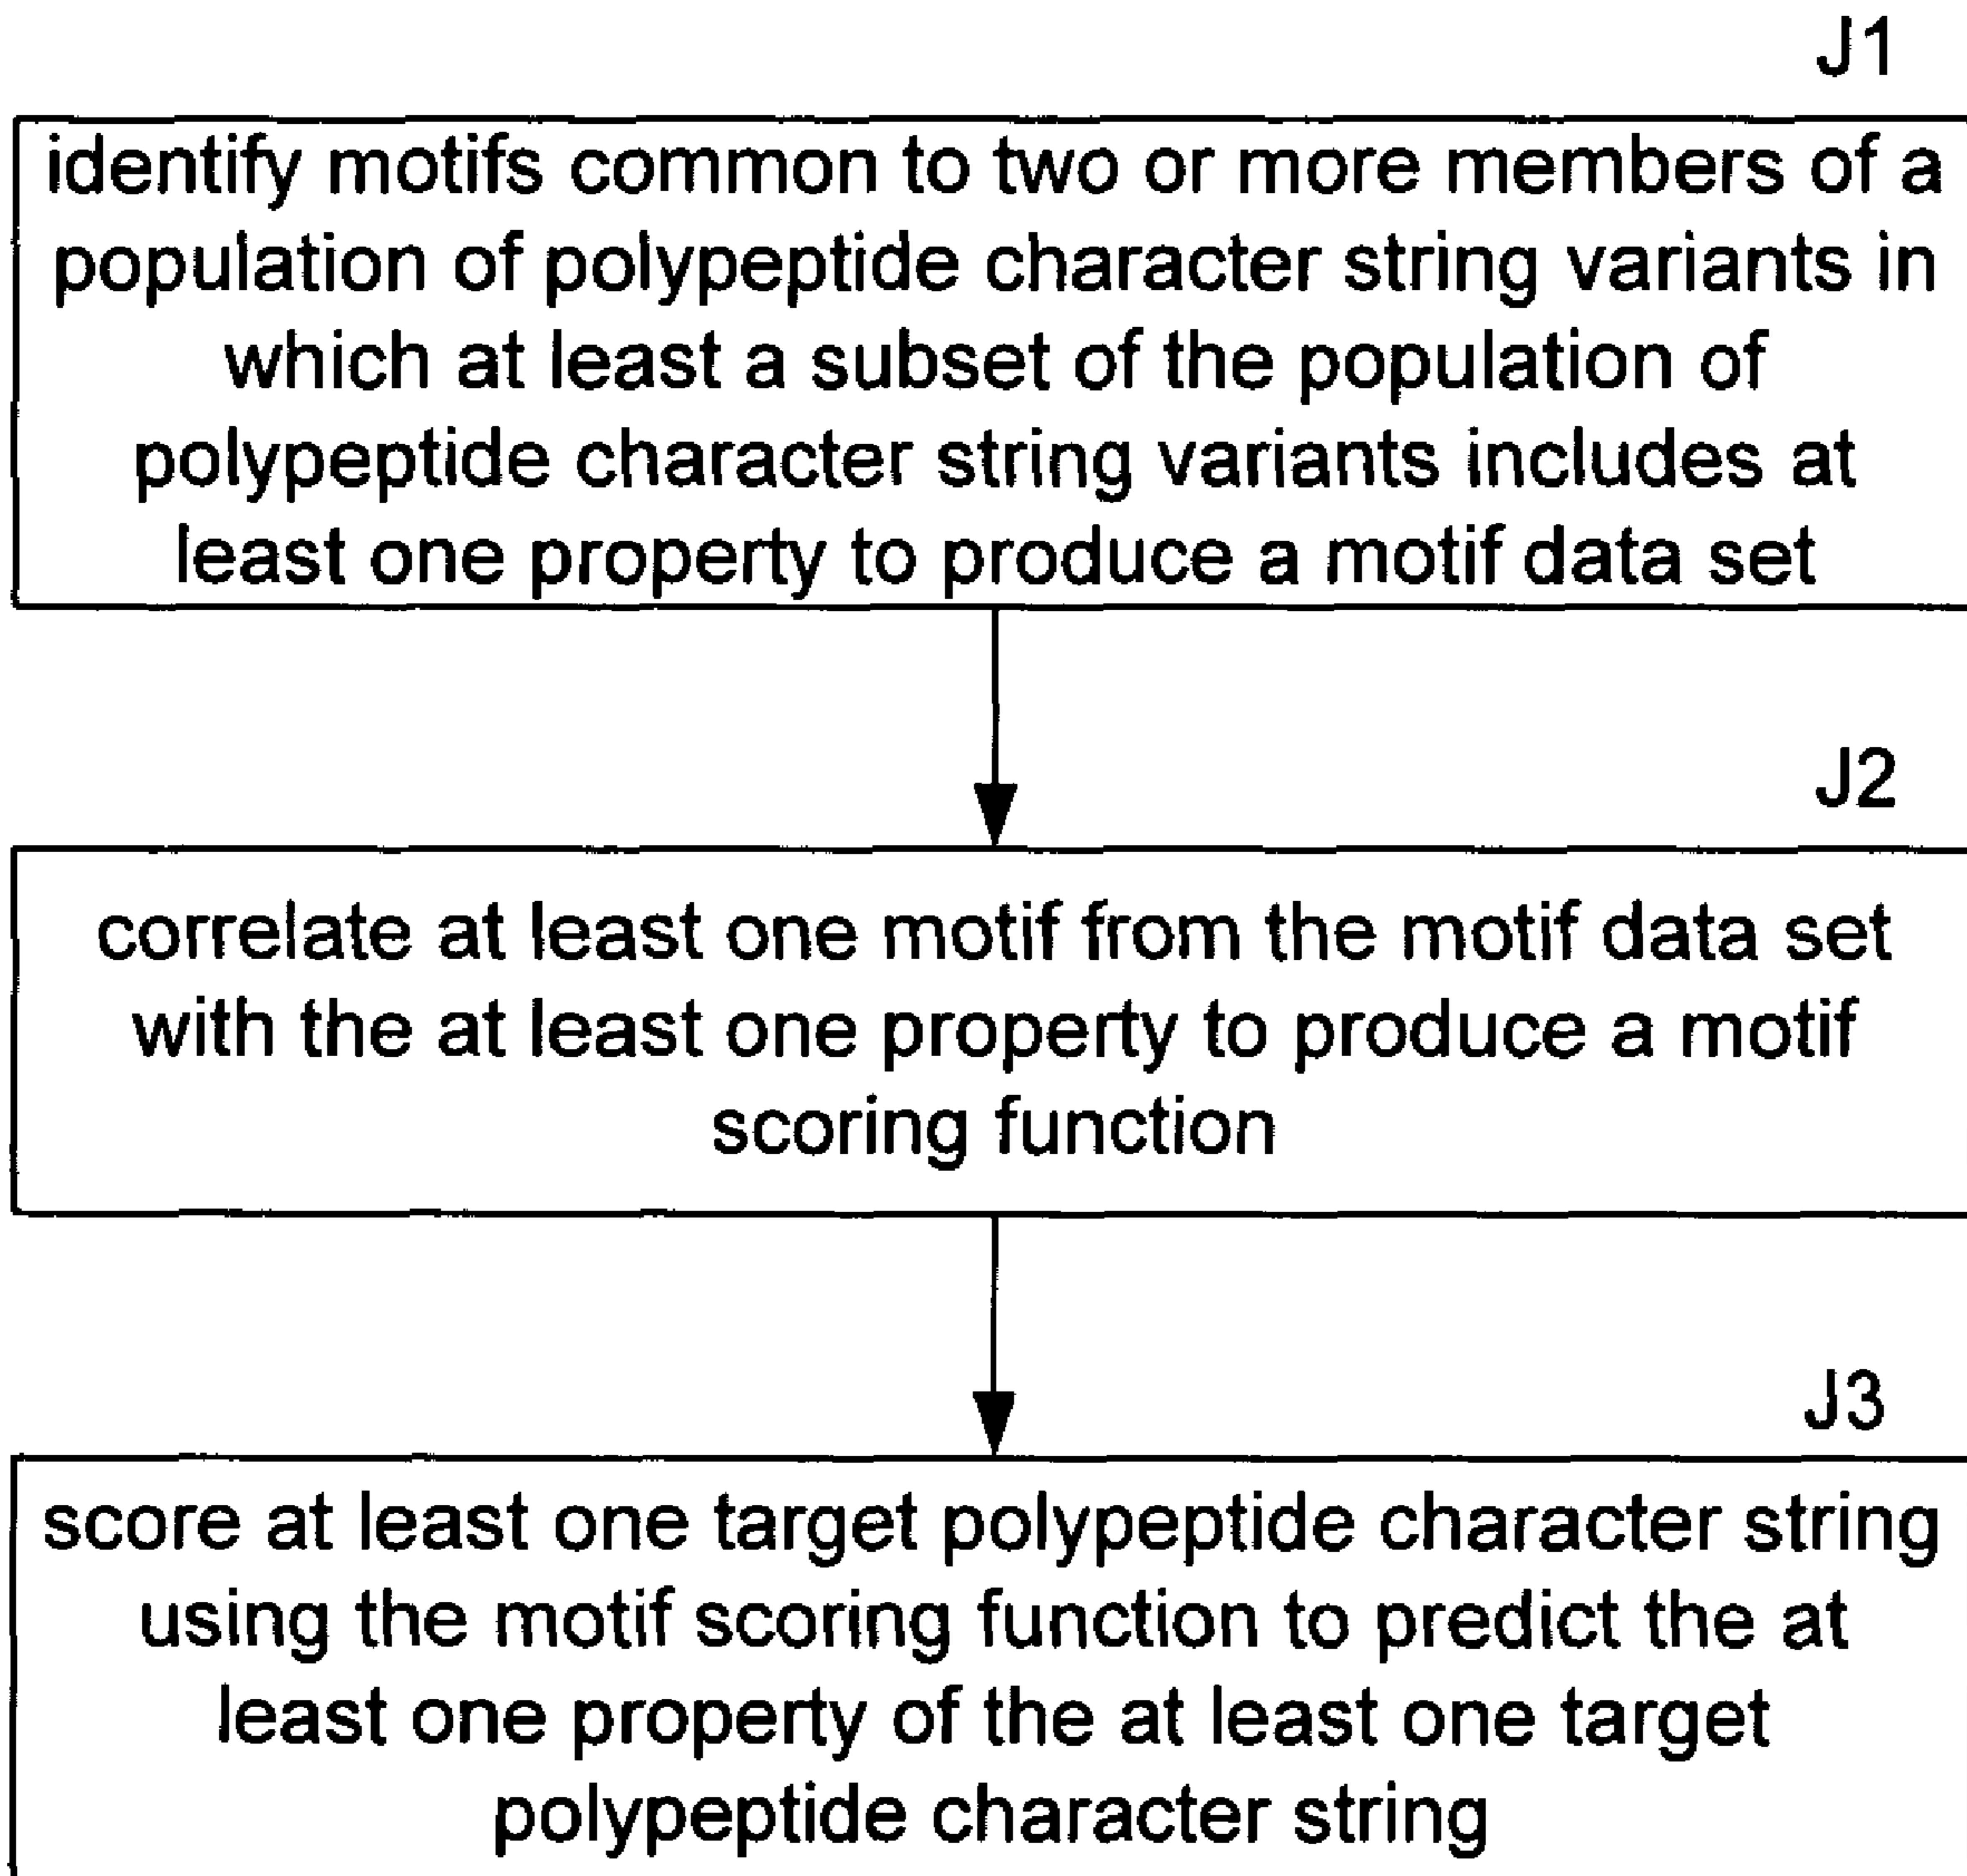 J1
identify motifs common to two or more members of a
population of polypeptide character string variants in
which at least a subset of the population of
polypeptide character string variants includes at
least one property to produce a motif data set
J2
correlate at least one motif from the motif data set
with the at least one property to produce a motif
scoring function
J3
score at least one target polypeptide character string
using the motif scoring function to predict the at
least one property of the at least one target
polypeptide character string